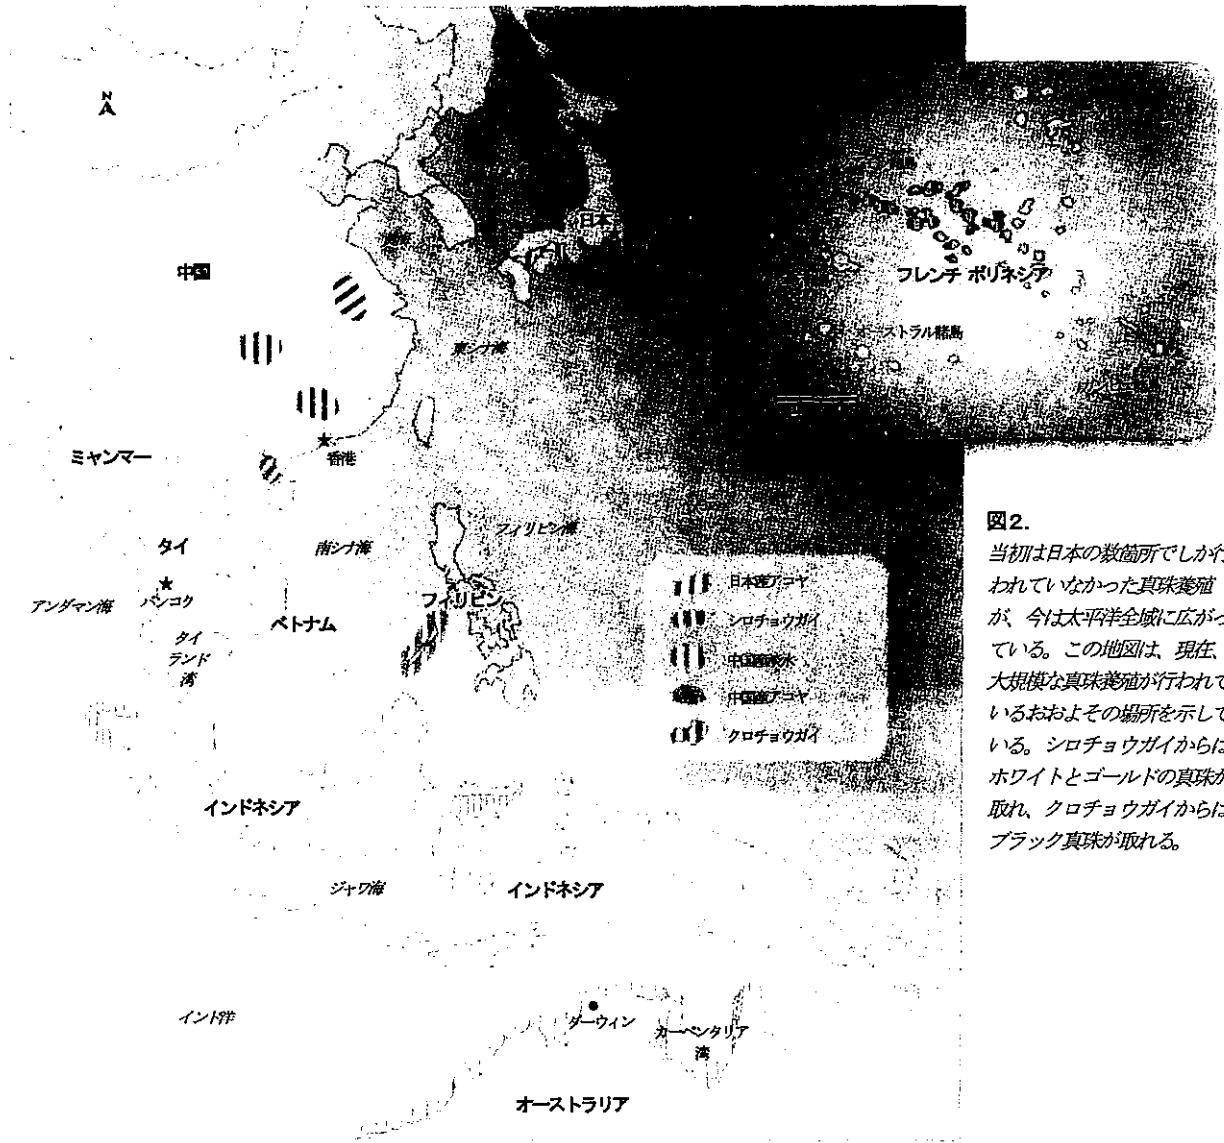 N
日本
中国
フレンチ ポリネシア
オーストラル諸島
東シナ海
ミャンマー
香港
タイ
南シナ海
フィリピン海
アンダマン海
バンコク
ベトナム
フィリピン
タイ
ランド
湾
日本産アコヤ
シロチョウガイ
中国産淡水
中国産アコヤ
クロチョウガイ
図2.
当初は日本の数箇所でしか行
われていなかった真珠養殖
が、今は太平洋全域に広がっ
ている。この地図は、現在、
大規模な真珠養殖が行われて
いるおおよその場所を示して
いる。シロチョウガイからは
ホワイトとゴールドの真珠が
取れ、クロチョウガイからは
ブラック真珠が取れる。
インドネシア
ジャワ海
インドネシア
インド洋
ダーウィン
カーペンタリア
湾
オーストラリア